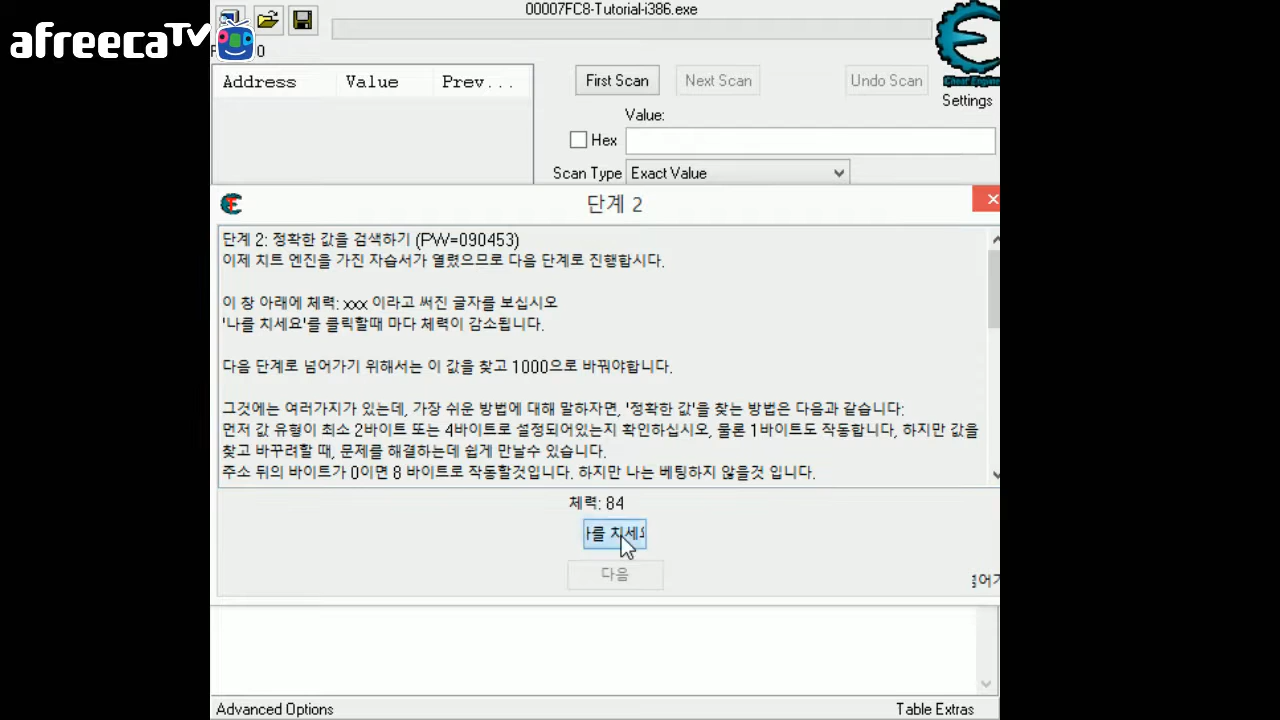 00007FC8-Tutorial-i386.exe
afreecaTV
0
Address Value Prev...
First Scan Next Scan Undo Scan
Cheat Engine
Settings
Value:
Hex
Scan Type Exact Value
단계 2
단계 2: 정확한 값을 검색하기 (PW=090453)
이제 치트 엔진을 가진 자습서가 열렸으므로 다음 단계로 진행합시다.
이 창 아래에 체력: xxx 이라고 써진 글자를 보십시오
'나를 치세요'를 클릭할때 마다 체력이 감소됩니다.
다음 단계로 넘어가기 위해서는 이 값을 찾고 1000으로 바꿔야합니다.
그것에는 여러가지가 있는데, 가장 쉬운 방법에 대해 말하자면, '정확한 값'을 찾는 방법은 다음과 같습니다:
먼저 값 유형이 최소 2바이트 또는 4바이트로 설정되어있는지 확인하십시오, 물론 1바이트도 작동합니다, 하지만 값을
찾고 바꾸려할 때, 문제를 해결하는데 쉽게 만날수 있습니다.
주소 뒤의 바이트가 0이면 8 바이트로 작동할것입니다. 하지만 나는 베팅하지 않을것 입니다.
체력: 84
나를 치세요
다음
Advanced Options Table Extras